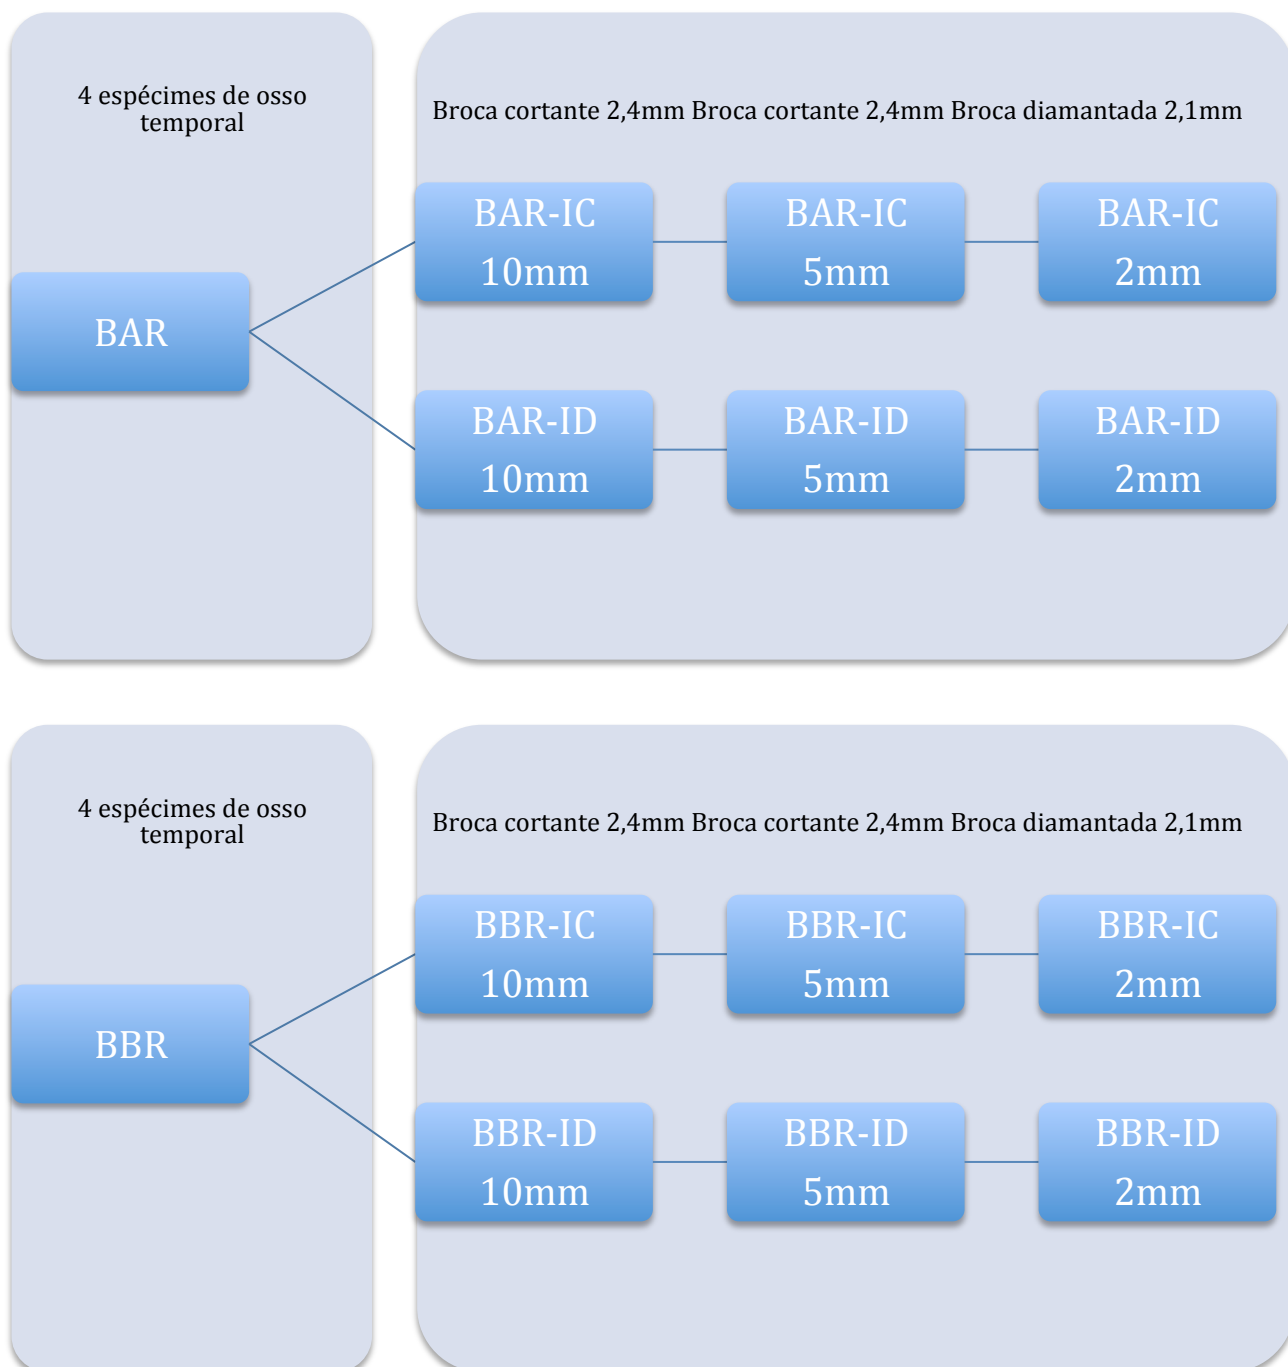 4 espécimes de osso
temporal
Broca cortante 2,4mm Broca cortante 2,4mm Broca diamantada 2,1mm
BAR-IC
10mm
BAR-IC
5mm
BAR-IC
2mm
BAR
BAR-ID
10mm
BAR-ID
5mm
BAR-ID
2mm
4 espécimes de osso
temporal
Broca cortante 2,4mm Broca cortante 2,4mm Broca diamantada 2,1mm
BBR-IC
10mm
BBR-IC
5mm
BBR-IC
2mm
BBR
BBR-ID
10mm
BBR-ID
5mm
BBR-ID
2mm